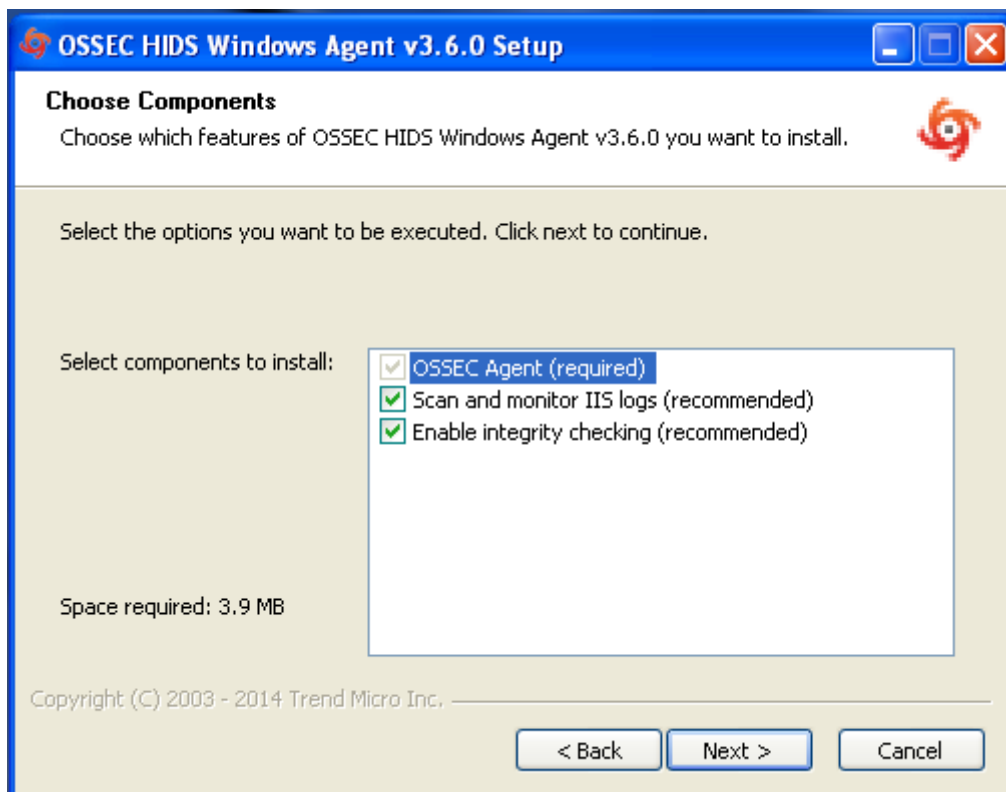 OSSEC HIDS Windows Agent v3.6.0 Setup
Choose Components
Choose which features of OSSEC HIDS Windows Agent v3.6.0 you want to install.
Select the options you want to be executed. Click next to continue.
Select components to install:
OSSEC Agent (required)
Scan and monitor IIS logs (recommended)
Enable integrity checking (recommended)
Space required: 3.9 MB
Copyright (C) 2003 - 2014 Trend Micro Inc.
< Back
Next >
Cancel